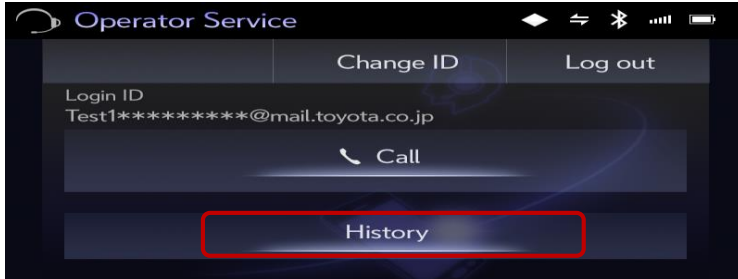 Operator Service
Change ID
Log out
Login ID
Test1*********@mail.toyota.co.jp
Call
History